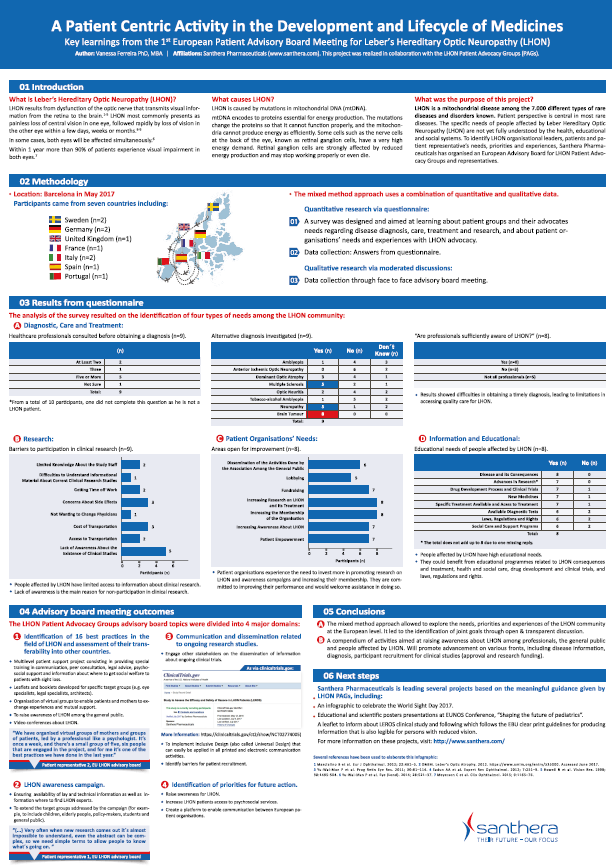 A Patient Centric Activity in the Development and Lifecycle of Medicines
Key learnings from the 1st European Patient Advisory Board Meeting for Leber's Hereditary Optic Neuropathy (LHON)
Author: Vanessa Ferreira PhD, MBA | Affiliations: Santhera Pharmaceuticals (www.santhera.com). This project was realized in collaboration with the LHON Patient Advocacy Groups (PAGs).
01 Introduction
What is Leber's Hereditary Optic Neuropathy (LHON)?
LHON results from dysfunction of the optic nerve that transmits visual information from the retina to the brain.
LHON most commonly presents as painless loss of central vision in one eye, followed rapidly by loss of vision in the other eye within a few days, weeks or months.
In some cases, both eyes will be affected simultaneously.
Within 1 year more than 90% of patients experience visual impairment in both eyes.
What causes LHON?
LHON is caused by mutations in mitochondrial DNA (mtDNA).
mtDNA encodes to proteins essential for energy production. The mutations change the proteins so that it cannot function properly, and the mitochondria cannot produce energy as efficiently. Some cells such as the nerve cells at the back of the eye, known as retinal ganglion cells, have a very high energy demand. Retinal ganglion cells are strongly affected by reduced energy production and may stop working properly or even die.
What was the purpose of this project?
LHON is a mitochondrial disease among the 7.000 different types of rare diseases and disorders known. Patient perspective is central in most rare diseases. The specific needs of people affected by Leber Hereditary Optic Neuropathy (LHON) are not yet fully understood by the health, educational and social systems. To identify LHON organisational leaders, patients and patient representative's needs, priorities and experiences, Santhera Pharmaceuticals has organised an European Advisory Board for LHON Patient Advocacy Groups and representatives.
02 Methodology
• Location: Barcelona in May 2017
Participants came from seven countries including:
Sweden (n=2)
Germany (n=2)
United Kingdom (n=1)
France (n=1)
Italy (n=2)
Spain (n=1)
Portugal (n=1)
• The mixed method approach uses a combination of quantitative and qualitative data.
Quantitative research via questionnaire:
01 A survey was designed and aimed at learning about patient groups and their advocates needs regarding disease diagnosis, care, treatment and research, and about patient organisations' needs and experiences with LHON advocacy.
02 Data collection: Answers from questionnaire.
Qualitative research via moderated discussions:
03 Data collection through face to face advisory board meeting.
03 Results from questionnaire
The analysis of the survey resulted on the identification of four types of needs among the LHON community:
A Diagnostic, Care and Treatment:
Healthcare professionals consulted before obtaining a diagnosis (n=9).
(n)
At Least Two 2
Three 1
Five or More 5
Not Sure 1
Total: 9
*From a total of 10 participants, one did not complete this question as he is not a LHON patient.
Alternative diagnosis investigated (n=9).
Yes (n) No (n) Don´t Know (n)
Amblyopia 1 4 3
Anterior Ischemic Optic Neuropathy 0 6 2
Dominant Optic Atrophy 3 4 1
Multiple Sclerosis
Optic Neuritis 2 4 2
Tobacco-alcohol Amblyopia 1 5 2
Neuropathy
Brain Tumour
Total: 9
"Are professionals sufficiently aware of LHON?" (n=8).
Yes (n=0)
No (n=3)
Not all professionals (n=5)
• Results showed difficulties in obtaining a timely diagnosis, leading to limitations in accessing quality care for LHON.
B Research:
Barriers to participation in clinical research (n=9).
Limited Knowledge About the Study Staff 2
Difficulties to Understand Informational Material About Current Clinical Research Studies 1
Getting Time off Work 2
Concerns About Side Effects
Not Wanting to Change Physicians 1
Cost of Transportation
Access to Transportation 2
Lack of Awareness About the Existence of Clinical Studies 5
0 2 4 6 8
Participants (n)
• People affected by LHON have limited access to information about clinical research.
• Lack of awareness is the main reason for non-participation in clinical research.
C Patient Organisations' Needs:
Areas open for improvement (n=8).
Dissemination of the Activities Done by the Association Among the General Public 6
Lobbying 5
Fundraising 7
Increasing Research on LHON and its Treatment 8
Increasing the Membership of the Organisation 8
Increasing Awareness About LHON 7
Patient Empowerment 7
0 2 4 6 8
Participants (n)
• Patient organisations experience the need to invest more in promoting research on LHON and awareness campaigns and increasing their membership. They are committed to improving their performance and would welcome assistance in doing so.
D Information and Educational:
Educational needs of people affected by LHON (n=8).
Yes (n) No (n)
Disease and its Consequences 8 0
Advances in Research* 7 0
Drug Development Process and Clinical Trials 7 1
New Medicines 7 1
Specific Treatment Available and Access to Treatment 7 1
Available Diagnostic Tests 6 2
Laws, Regulations and Rights 6 2
Social Care and Support Programs 6 2
Total: 8
* The total does not add up to 8 due to one missing reply.
• People affected by LHON have high educational needs.
• They could benefit from educational programmes related to LHON consequences and treatment, health and social care, drug development and clinical trials, and laws, regulations and rights.
04 Advisory board meeting outcomes
The LHON Patient Advocacy Groups advisory board topics were divided into 4 major domains:
1 Identification of 16 best practices in the field of LHON and assessment of their transferability into other countries.
• Multilevel patient support project consisting in providing special training in communication, peer consultation, legal advice, psychosocial support and information about where to get social welfare to patients and relatives.
• Leaflets and booklets developed for specific target groups (e.g. eye specialists, legal specialists, architects).
• Organisation of virtual groups to enable patients and mothers to exchange experiences and mutual support.
• To raise awareness of LHON among the general public.
• Video conferences about LHON.
"We have organised virtual groups of mothers and groups of patients, led by a professional like a psychologist. It's once a week, and there's a small group of five, six people that are engaged in the project, and for me it's one of the best practices we have done in the last year."
Patient representative 2, EU LHON advisory board
2 LHON awareness campaign.
• Ensuring availability of lay and technical information as well as information where to find LHON experts.
• To extend the target groups addressed by the campaign (for example, to include children, elderly people, policy-makers, students and general public).
"(...) Very often when new research comes out it's almost impossible to understand, even the abstract can be complex, so we need simple terms to allow people to know what's going on. "
Patient representative 1, EU LHON advisory board
3 Communication and dissemination related to ongoing research studies.
• Engage other stakeholders on the dissemination of information about ongoing clinical trials.
As via clinicaltrials.gov:
ClinicalTrials.gov
More information: https://clinicaltrials.gov/ct2/show/NCT02774005)
• To implement Inclusive Design (also called Universal Design) that can easily be applied in all printed and electronic communication activities.
• Identify barriers for patient recruitment.
4 Identification of priorities for future action.
• Raise awareness for LHON.
• Increase LHON patients access to psychosocial services.
• Create a platform to enable communication between European patient organisations.
05 Conclusions
A The mixed method approach allowed to explore the needs, priorities and experiences of the LHON community at the European level. It led to the identification of joint goals through open & transparent discussion.
B A compendium of activities aimed at raising awareness about LHON among professionals, the general public and people affected by LHON. Will promote advancement on various fronts, including disease information, diagnosis, participant recruitment for clinical studies (approval and research funding).
06 Next steps
Santhera Pharmaceuticals is leading several projects based on the meaningful guidance given by LHON PAGs, including:
• An infographic to celebrate the World Sight Day 2017.
• Educational and scientific posters presentations at EUNOS Conference, "Shaping the future of pediatrics".
• A leaflet to inform about LEROS clinical study and following which follows the EBU clear print guidelines for producing information that is also legible for persons with reduced vision.
For more information on these projects, visit: http://www.santhera/
Several references have been used to elaborate this infographic:
santhera
THEIR FUTURE – OUR FOCUS